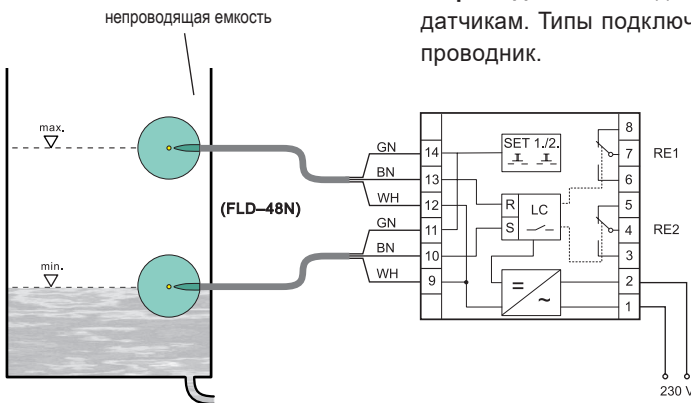 непроводящая емкость
датчикам. Типы подключ
проводник.
max.
min.
(FLD–48N)
GN
BN
WH
GN
BN
WH
14
13
12
11
10
9
SET 1./2.
R
S
LC
=
~
8
7
6
5
4
3
2
1
RE1
RE2
230 V